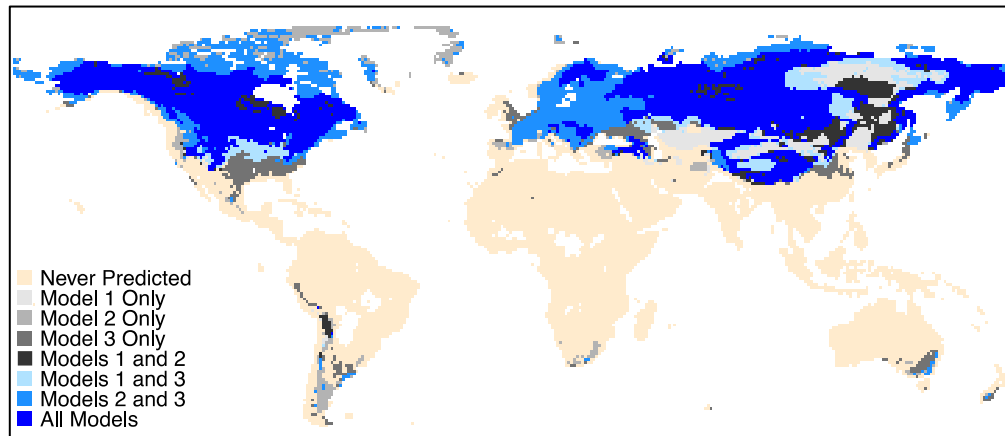 Never Predicted
Model 1 Only
Model 2 Only
Model 3 Only
Models 1 and 2
Models 1 and 3
Models 2 and 3
All Models